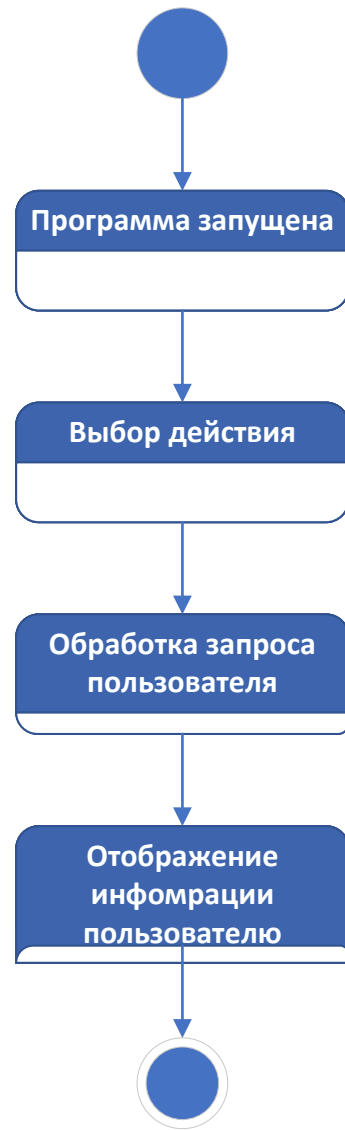 Программа запущена
Выбор действия
Обработка запроса
пользователя
Отображение
инфомрации
пользователю